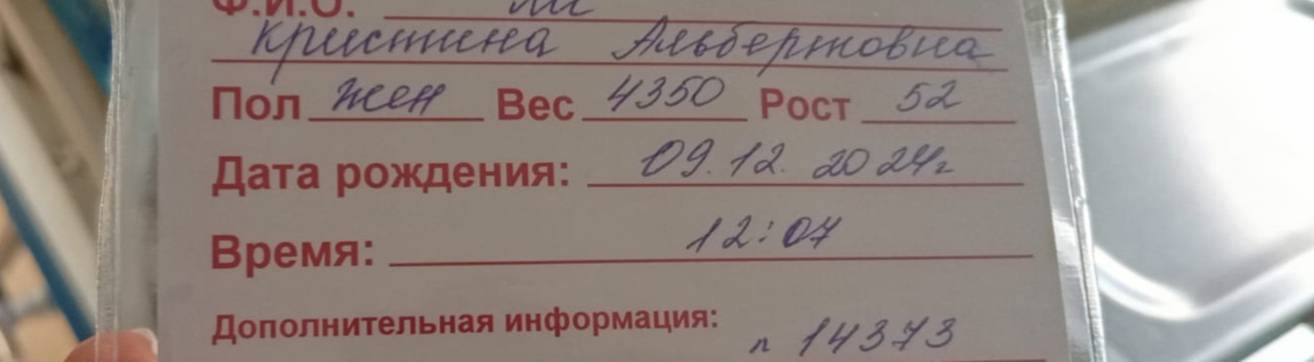 Ф.И.О. Ли
Кристина Альбертовна
Пол жен Вес 4350 Рост 52
Дата рождения: 09.12.2024г
Время: 12:07
Дополнительная информация:
л 14373